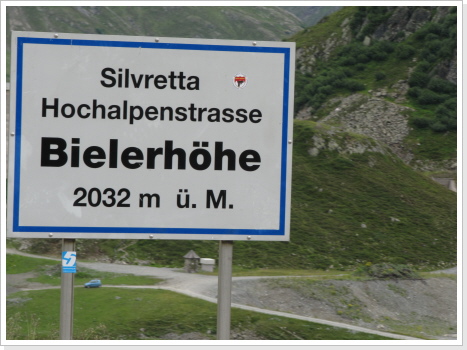 Silvretta
Hochalpenstrasse
Bielerhöhe
2032 m ü. M.